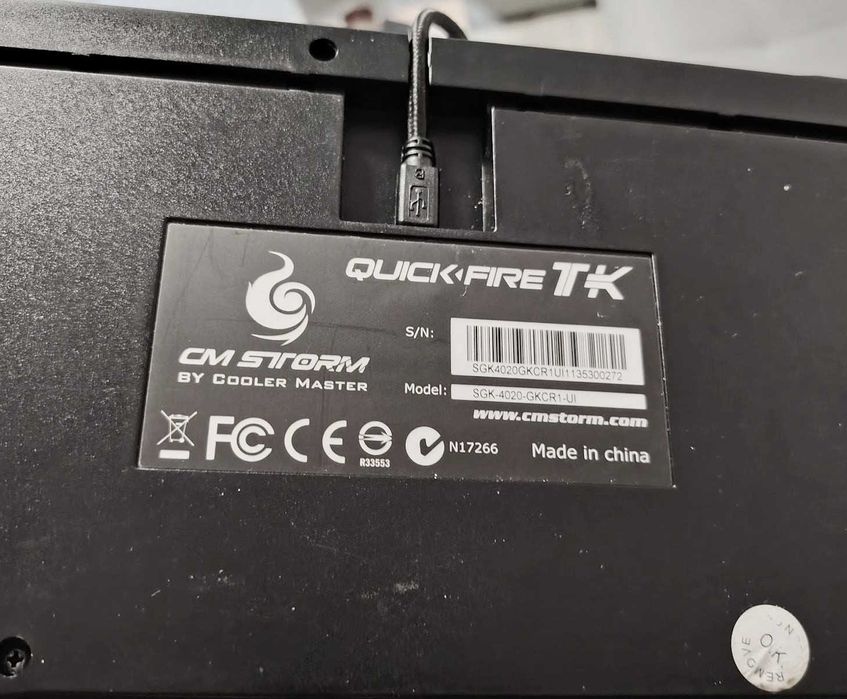 B
QUICK FIRE TK
S/N:
SGK4020GKCR1UI1135300272
CM STORM
BY COOLER MASTER
Model:
SGK-4020-GKCR1-UI
www.cmstorm.com
FC CE
R33553
N17266
Made in china
OK
REMOVE